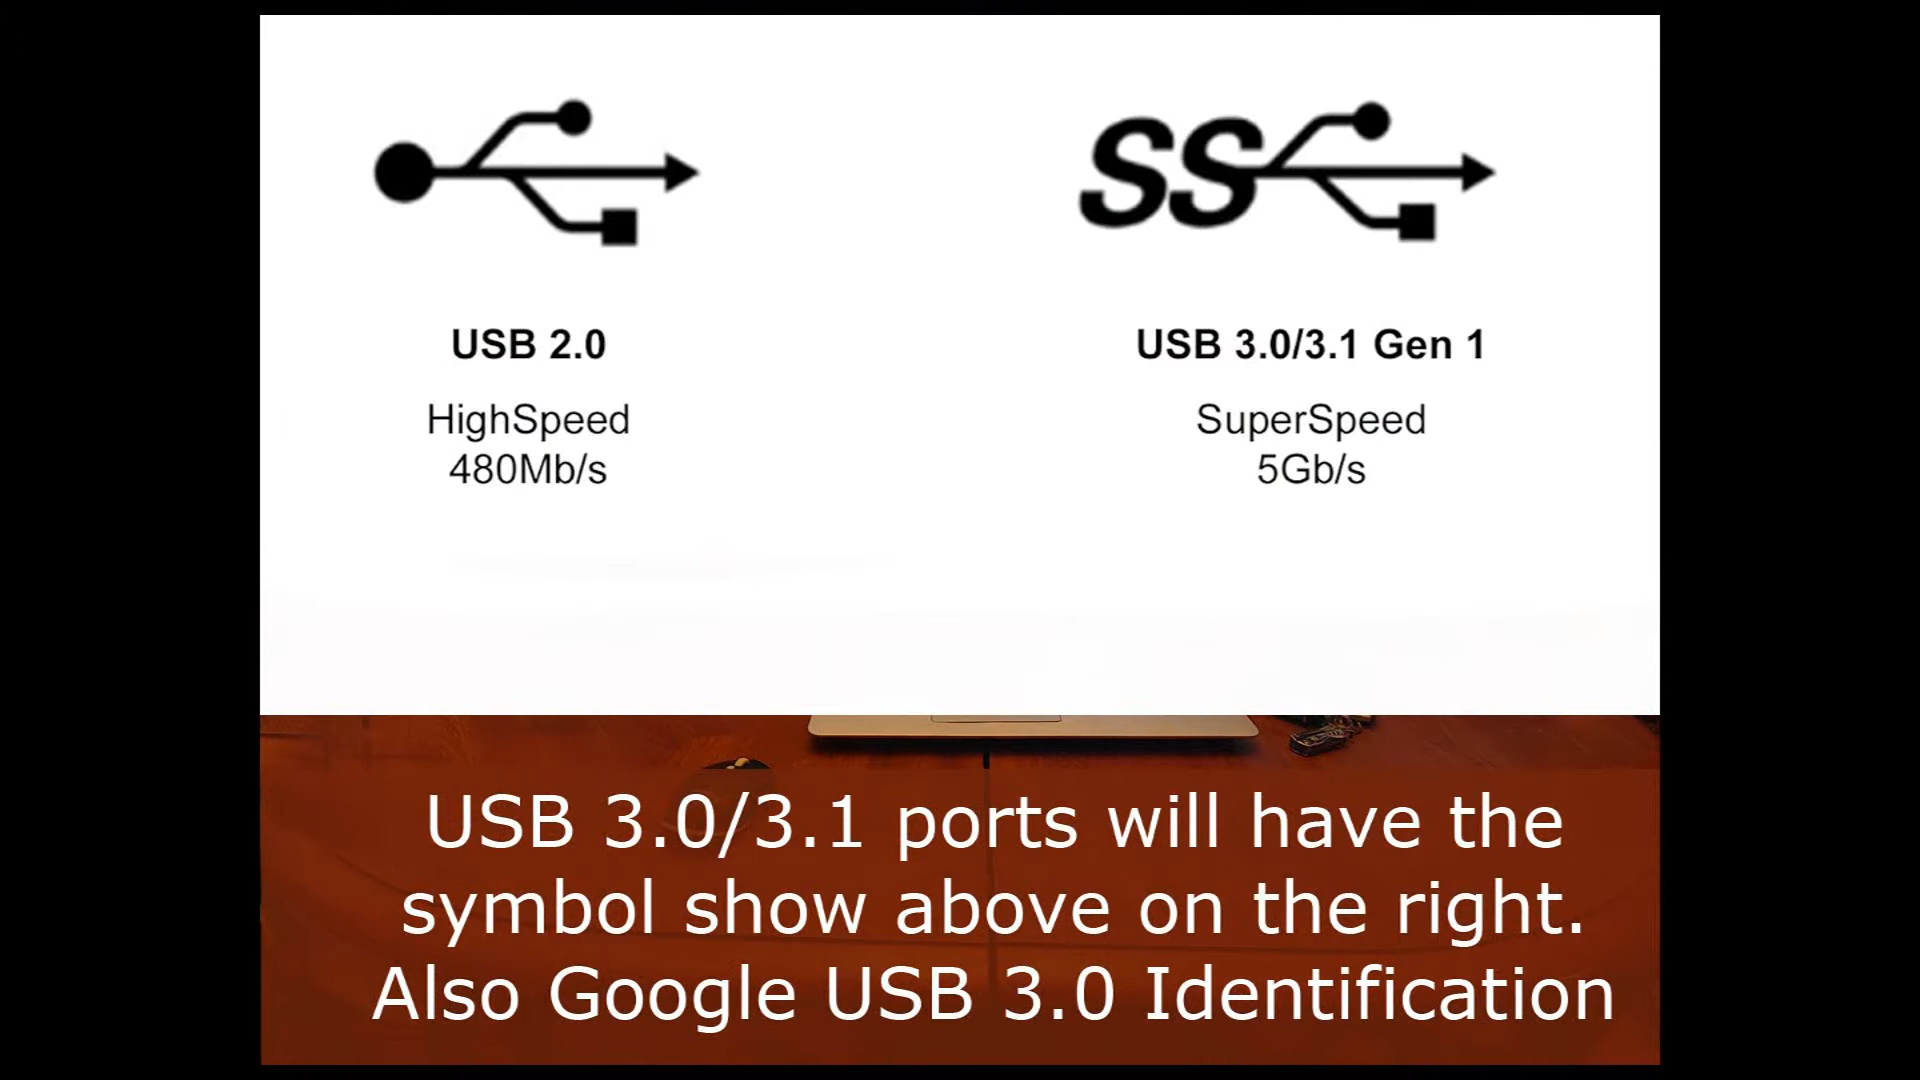 SS
USB 2.0
HighSpeed
480Mb/s
USB 3.0/3.1 Gen 1
SuperSpeed
5Gb/s
USB 3.0/3.1 ports will have the
symbol show above on the right.
Also Google USB 3.0 Identification